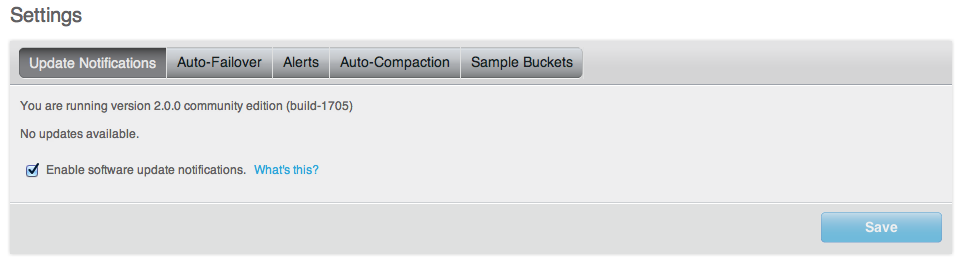 Settings
Update Notifications Auto-Failover Alerts Auto-Compaction Sample Buckets
You are running version 2.0.0 community edition (build-1705)
No updates available.
Enable software update notifications. What's this?
Save